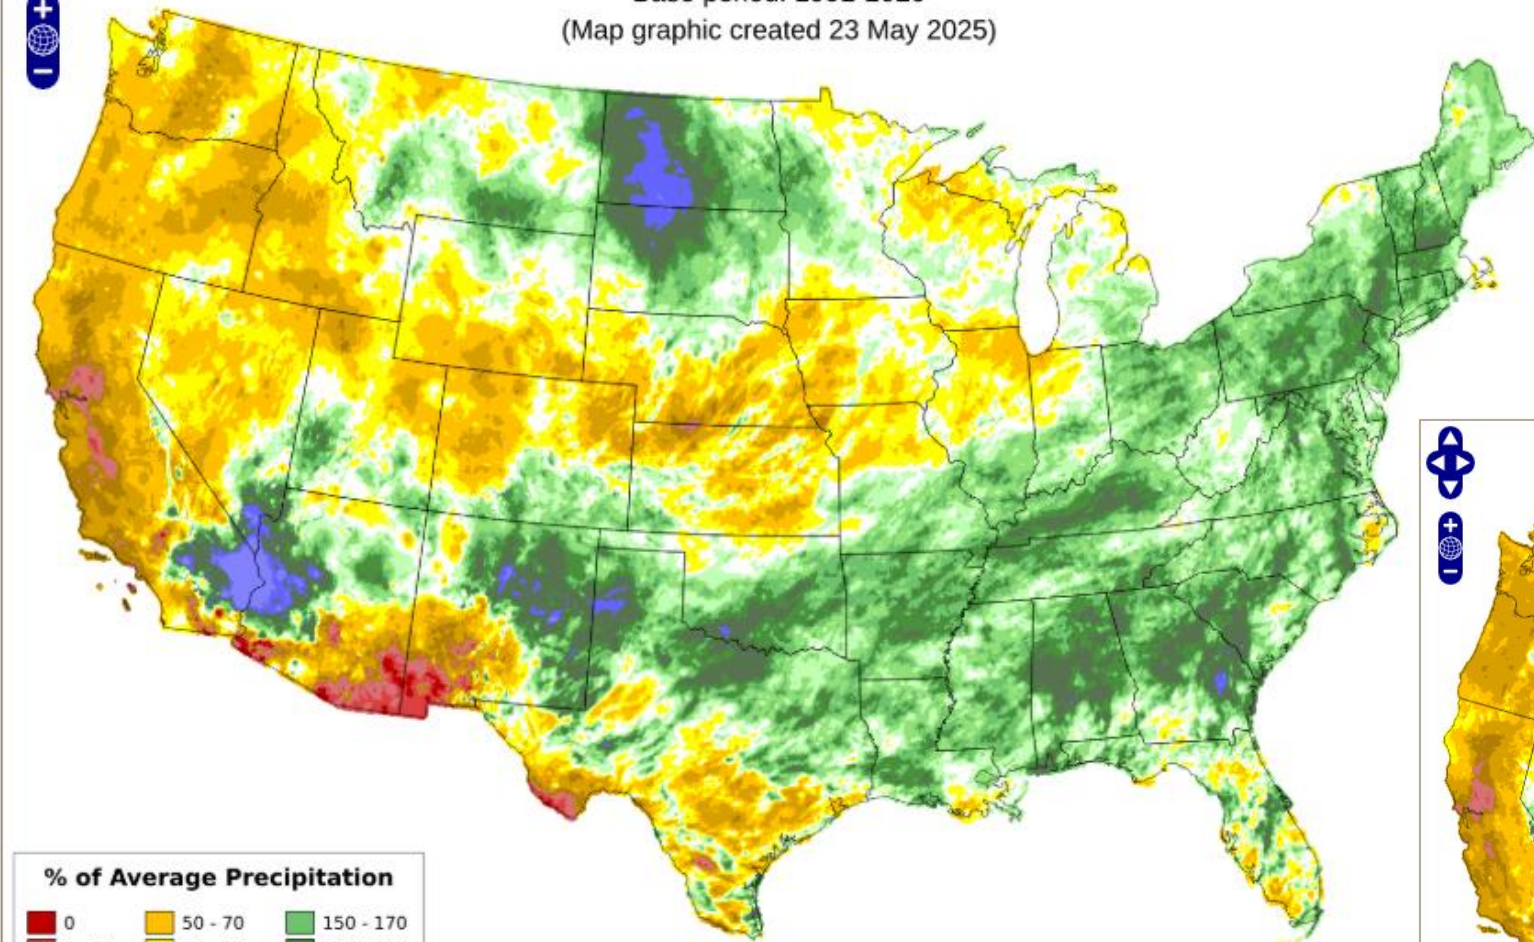 (Map graphic created 23 May 2025)
% of Average Precipitation
0
50 - 70
150 - 170